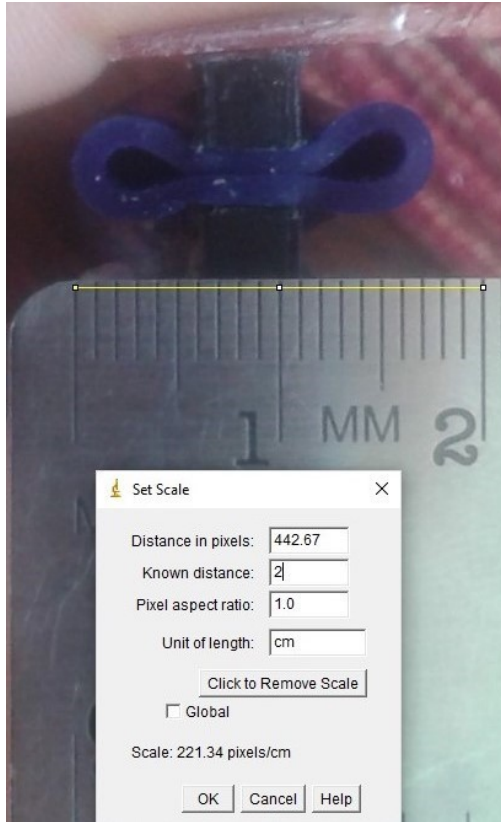 1 MM 2
Set Scale
Distance in pixels: 442.67
Known distance: 2
Pixel aspect ratio: 1.0
Unit of length: cm
Click to Remove Scale
Global
Scale: 221.34 pixels/cm
OK Cancel Help